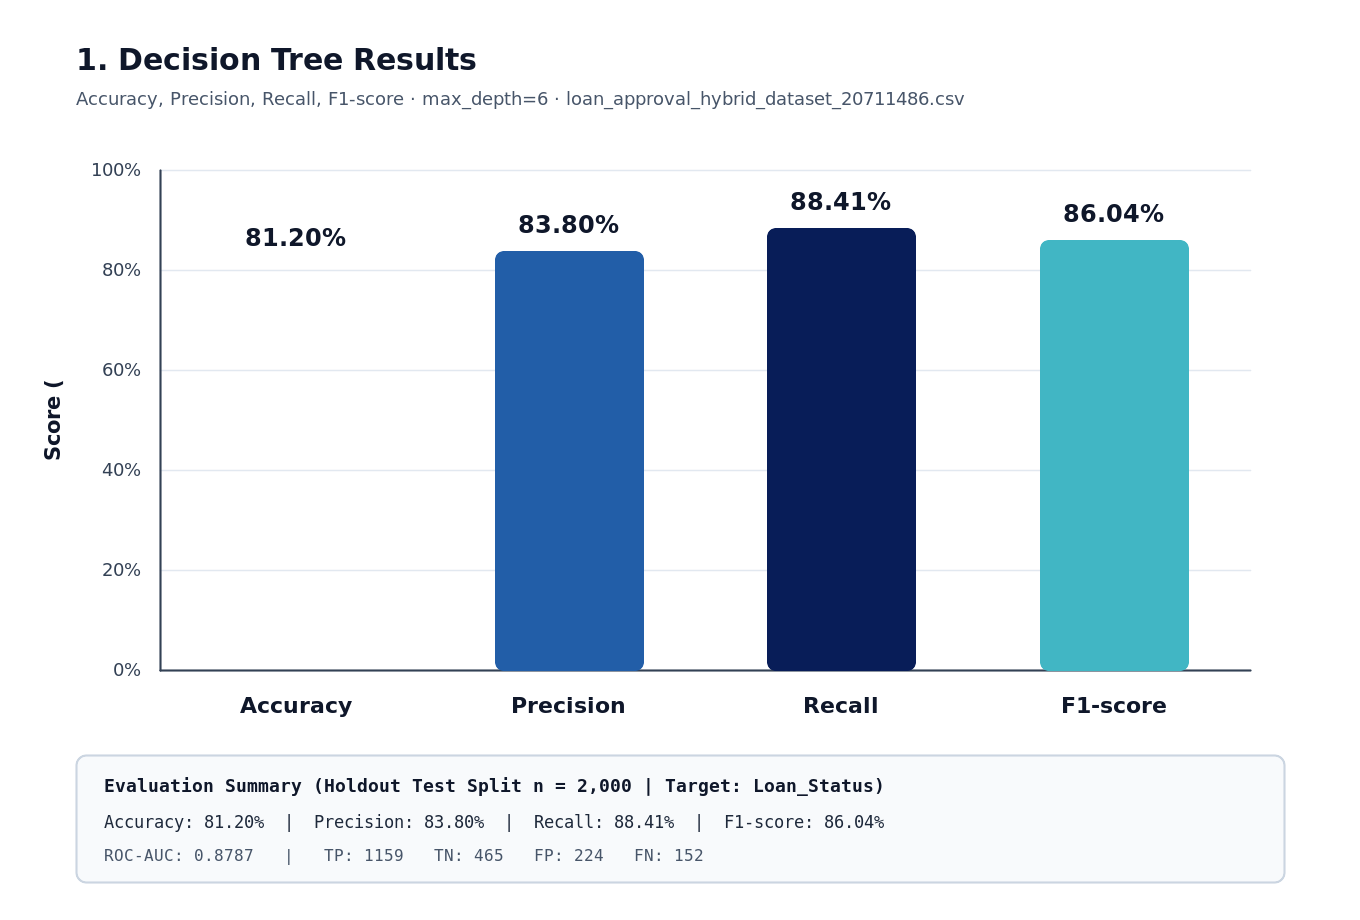 1. Decision Tree Results
Accuracy, Precision, Recall, F1-score · max_depth=6 · loan_approval_hybrid_dataset_20711486.csv
100%
80%
60%
40%
20%
0%
Score (
81.20%
83.80%
88.41%
86.04%
Accuracy
Precision
Recall
F1-score
Evaluation Summary (Holdout Test Split n = 2,000 | Target: Loan_Status)
Accuracy: 81.20% | Precision: 83.80% | Recall: 88.41% | F1-score: 86.04%
ROC-AUC: 0.8787 | TP: 1159 TN: 465 FP: 224 FN: 152